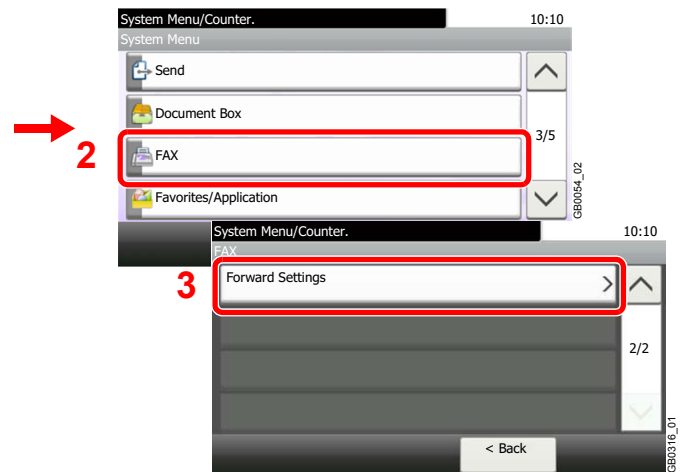 System Menu/Counter. 10:10
System Menu
Send
Document Box
3/5
2
FAX
Favorites/Application
GB0054_02
System Menu/Counter. 10:10
FAX
3
Forward Settings
2/2
< Back
GB0316_01